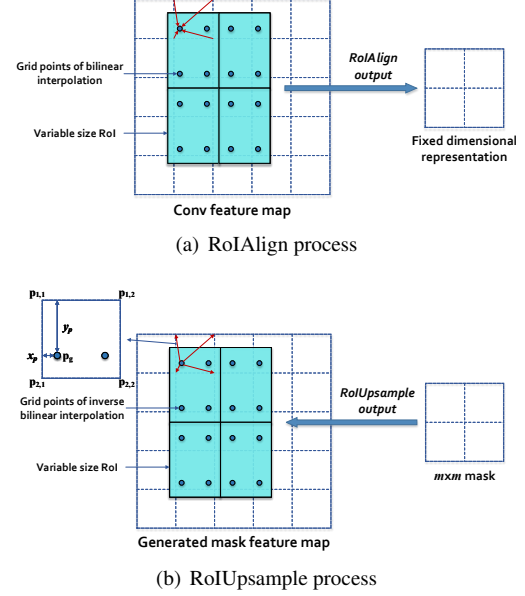 Grid points of bilinear
interpolation
Variable size RoI
RoIAlign
output
Fixed dimensional
representation
Conv feature map
(a) RoIAlign process
p1,1
p1,2
yp
xp
pg
p2,1
p2,2
Grid points of inverse
bilinear interpolation
Variable size RoI
RoIUpsample
output
m×m mask
Generated mask feature map
(b) RoIUpsample process